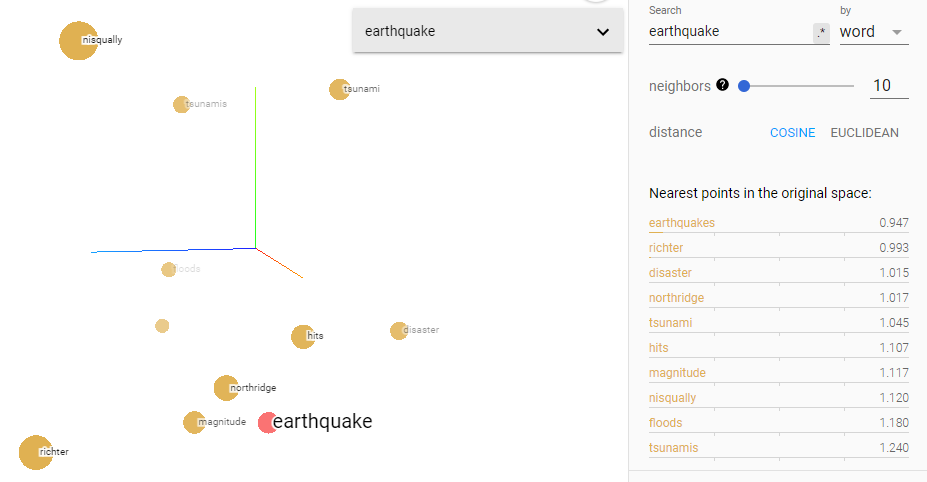 nisqually
tsunamis
tsunami
floods
hits
disaster
northridge
magnitude
earthquake
richter
earthquake
Search
by
earthquake
.*
word
neighbors ?
10
distance
COSINE EUCLIDEAN
Nearest points in the original space:
earthquakes 0.947
richter 0.993
disaster 1.015
northridge 1.017
tsunami 1.045
hits 1.107
magnitude 1.117
nisqually 1.120
floods 1.180
tsunamis 1.240